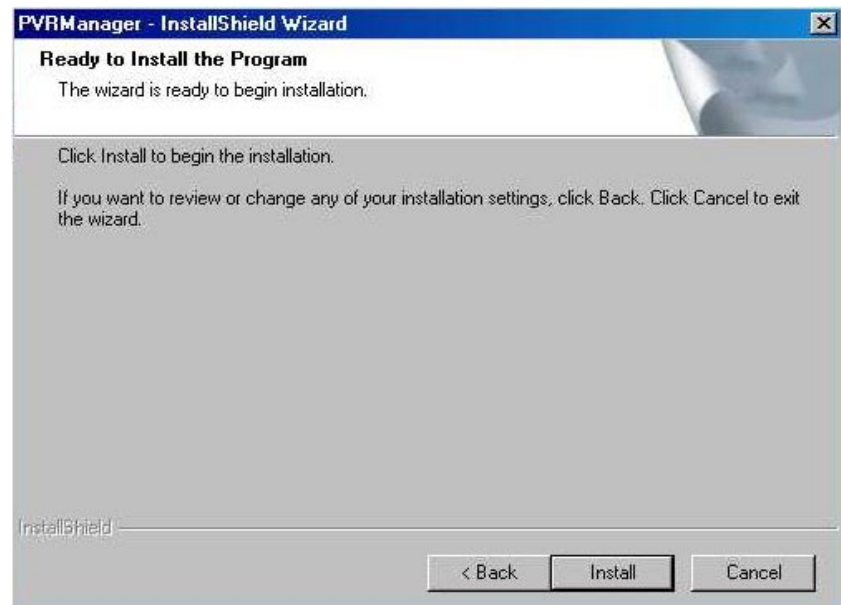 PVRManager - InstallShield Wizard
Ready to Install the Program
The wizard is ready to begin installation.
Click Install to begin the installation.
If you want to review or change any of your installation settings, click Back. Click Cancel to exit
the wizard.
InstallShield
< Back Install Cancel